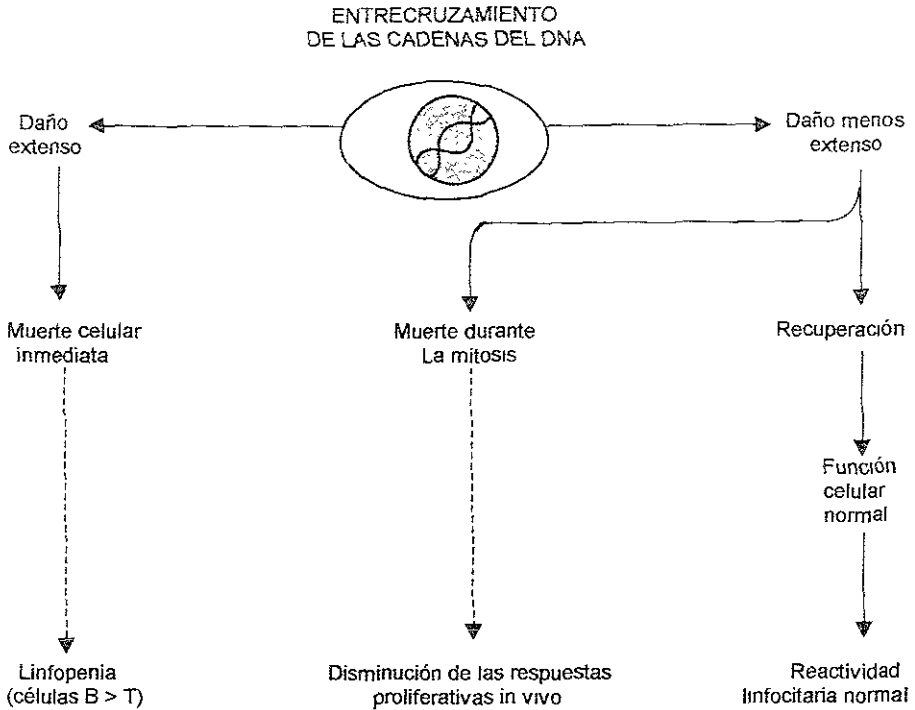 ENTRECRUZAMIENTO
DE LAS CADENAS DEL DNA
Daño
extenso
Daño menos
extenso
Muerte celular
inmediata
Muerte durante
La mitosis
Recuperación
Función
celular
normal
Linfopenia
(células B > T)
Disminución de las respuestas
proliferativas in vivo
Reactividad
linfocitaria normal